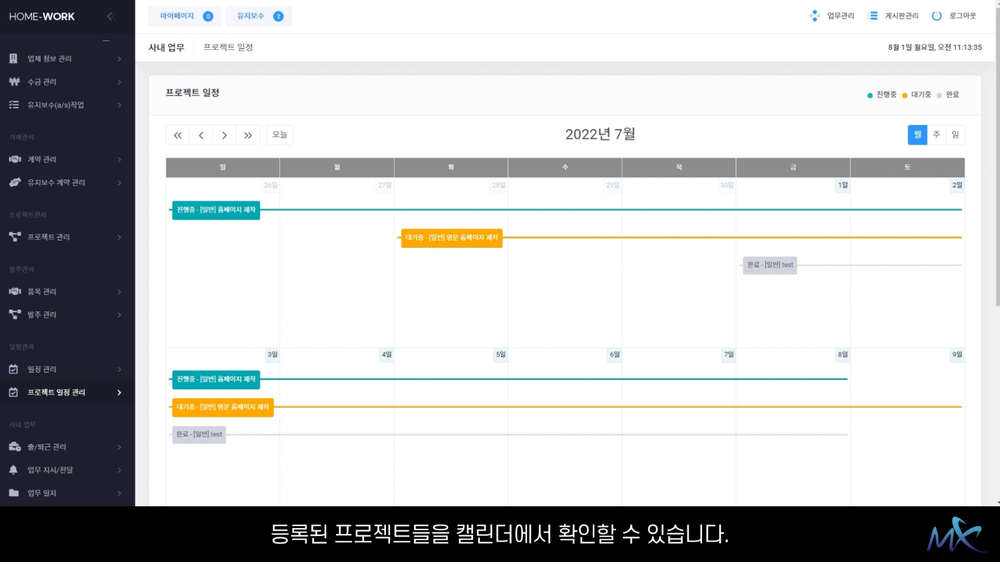 HOME-WORK
마이페이지 0
유지보수 2
업무관리
게시판관리
로그아웃
사내 업무
프로젝트 일정
8월 1일 월요일, 오전 11:13:35
업체 정보 관리
수금 관리
유지보수(a/s)작업
거래관리
계약 관리
유지보수 계약 관리
프로젝트관리
프로젝트 관리
발주관리
품목 관리
발주 관리
일정관리
일정 관리
프로젝트 일정 관리
사내 업무
출/퇴근 관리
업무 지시/전달
업무 일지
프로젝트 일정
진행중
대기중
완료
오늘
2022년 7월
월 주 일
일 월 화 수 목 금 토
26일 27일 28일 29일 30일 1일 2일
진행중 - [일반] 홈페이지 제작
대기중 - [일반] 영문 홈페이지 제작
완료 - [일반] test
3일 4일 5일 6일 7일 8일 9일
진행중 - [일반] 홈페이지 제작
대기중 - [일반] 영문 홈페이지 제작
완료 - [일반] test
등록된 프로젝트들을 캘린더에서 확인할 수 있습니다.
MX